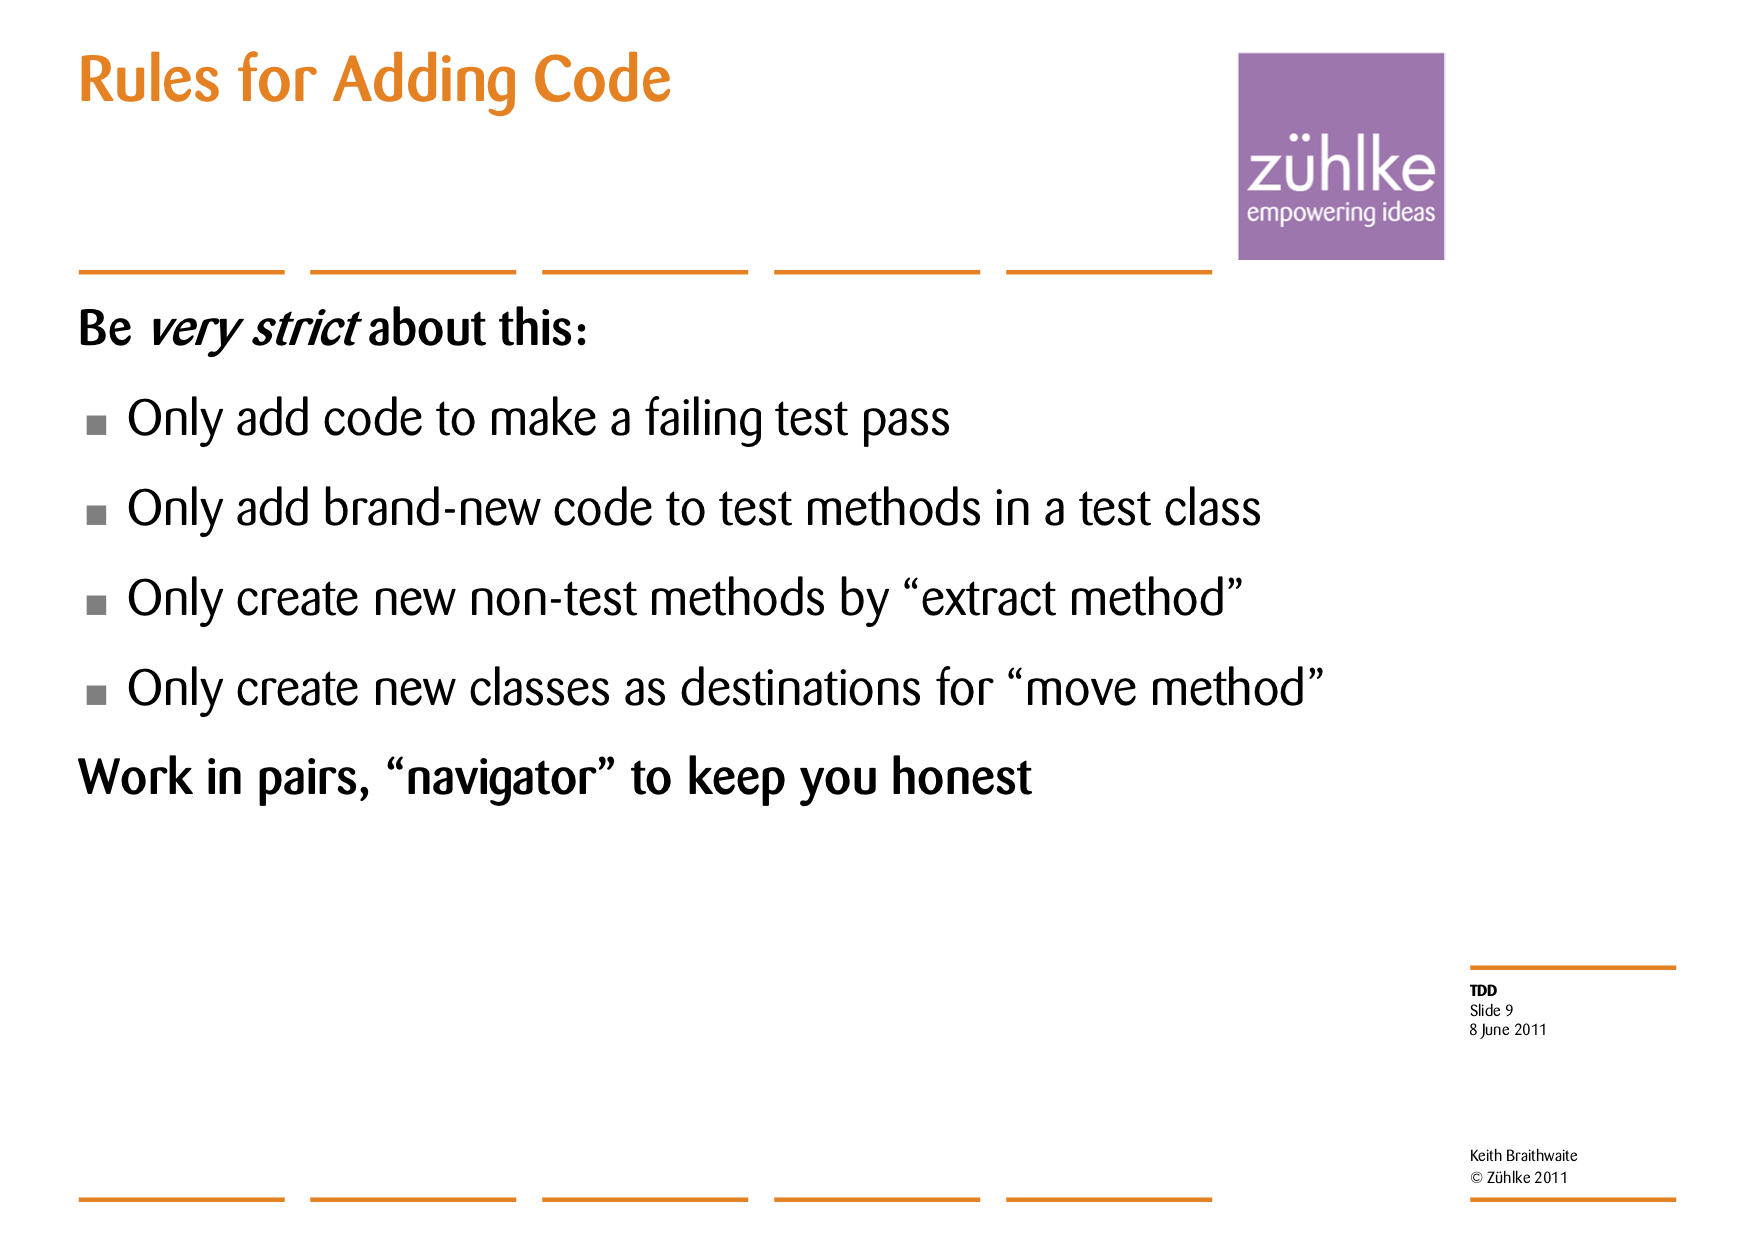 Rules for Adding Code
zühlke
empowering ideas
Be very strict about this:
■ Only add code to make a failing test pass
■ Only add brand-new code to test methods in a test class
■ Only create new non-test methods by “extract method”
■ Only create new classes as destinations for “move method”
Work in pairs, “navigator” to keep you honest
TDD
Slide 9
8 June 2011
Keith Braithwaite
© Zühlke 2011